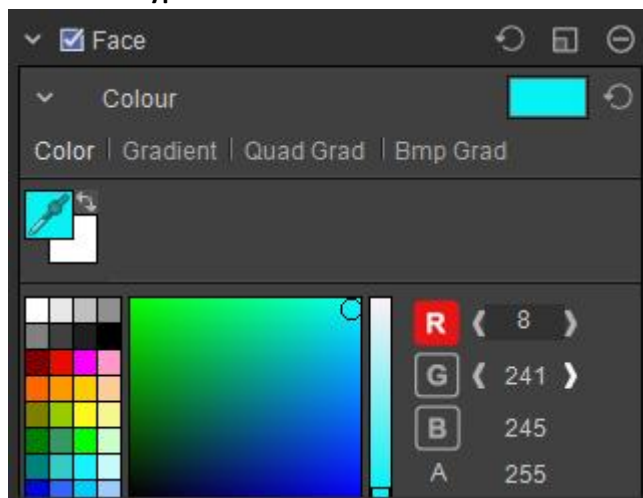 Face
Colour
Color | Gradient | Quad Grad | Bmp Grad
R 8
G 241
B 245
A 255